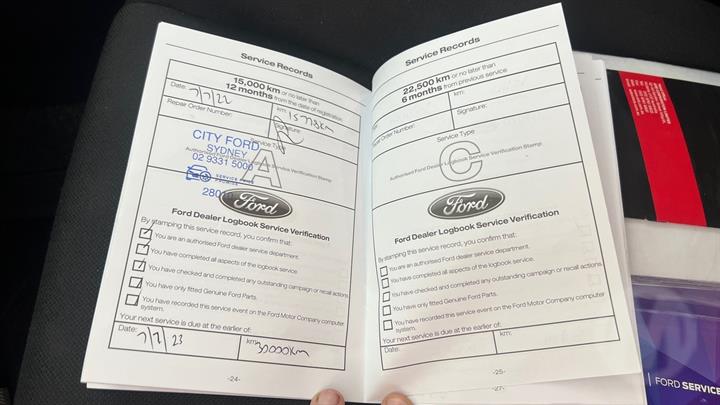 Service Records
15,000 km or no later than
12 months from the date of registration
Date: 7/7/22
km:
Repair Order Number:
Signature:
Service Type
A
Authorised Ford Dealer Logbook Service Verification Stamp
CITY FORD
SYDNEY
02 9331 5000
SERVICE
Ford
Ford Dealer Logbook Service Verification
By stamping this service record, you confirm that:
You are an authorised Ford dealer service department.
You have completed all aspects of the logbook service.
You have checked and completed any outstanding campaign or recall actions
You have only fitted Genuine Ford Parts.
You have recorded this service event on the Ford Motor Company computer
system.
Your next service is due at the earlier of:
Date: 7/7/23
km: 30000km
-24-
Service Records
22,500 km or no later than
6 months from previous service.
km:
Repair Order Number:
Signature:
Service Type
C
Authorised Ford Dealer Logbook Service Verification Stamp
Ford
Ford Dealer Logbook Service Verification
By stamping this service record, you confirm that:
You are an authorised Ford dealer service department.
You have completed all aspects of the logbook service.
You have checked and completed any outstanding campaign or recall actions
You have only fitted Genuine Ford Parts.
You have recorded this service event on the Ford Motor Company computer
system.
Your next service is due at the earlier of:
Date:
km:
-25-
-27-
FORD SERVICE